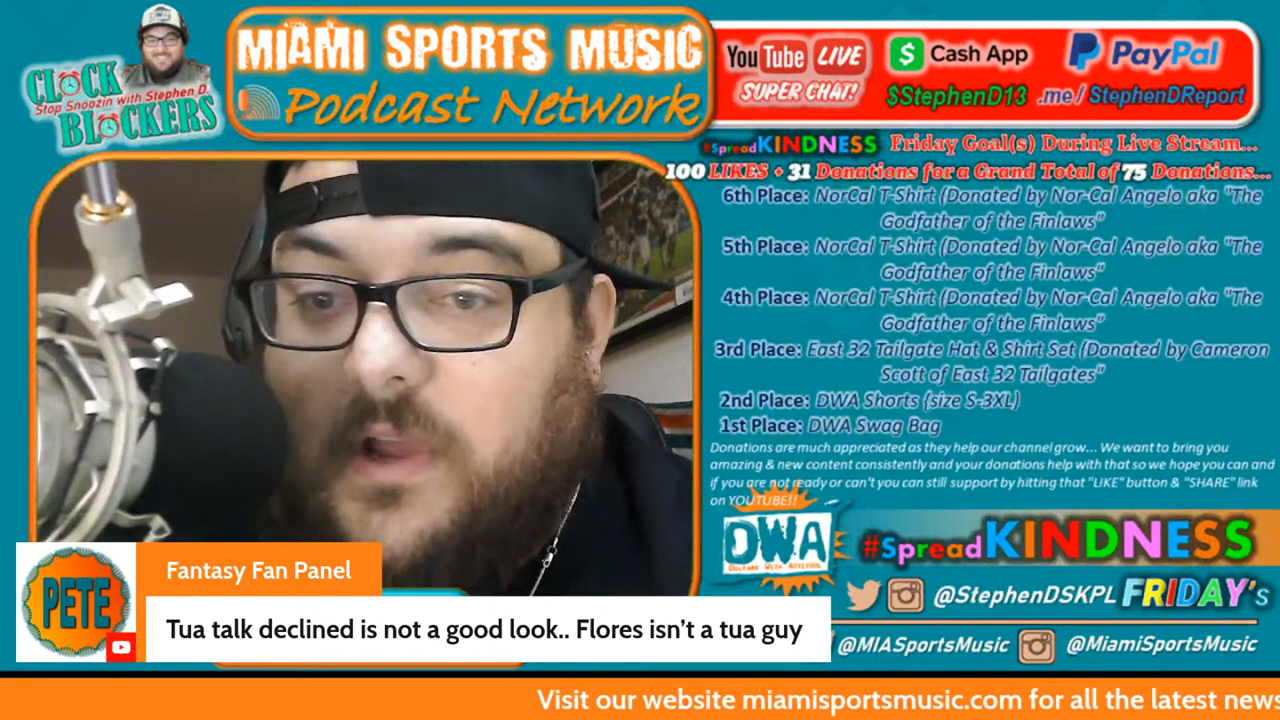 CLOCK
Stop Snoozin with Stephen D.
BLOCKERS
DWA
MIAMI SPORTS MUSIC
Podcast Network
YouTube LIVE
SUPER CHAT!
$ Cash App
$StephenD13
PayPal
.me/StephenDReport
#SpreadKINDNESS Friday Goal(s) During Live Stream...
100 LIKES + 31 Donations for a Grand Total of 75 Donations...
6th Place: NorCal T-Shirt (Donated by Nor-Cal Angelo aka "The
Godfather of the Finlaws"
5th Place: NorCal T-Shirt (Donated by Nor-Cal Angelo aka "The
Godfather of the Finlaws"
4th Place: NorCal T-Shirt (Donated by Nor-Cal Angelo aka "The
Godfather of the Finlaws"
3rd Place: East 32 Tailgate Hat & Shirt Set (Donated by Cameron
Scott of East 32 Tailgates"
2nd Place: DWA Shorts {size S-3XL)
1st Place: DWA Swag Bag
Donations are much appreciated as they help our channel grow... We want to bring you
amazing & new content consistently and your donations help with that so we hope you can and
if you are not ready or can't you can still support by hitting that "LIKE" button & "SHARE" link
on YOUTUBE!!
DWA
#SpreadKINDNESS
@StephenDSKPL FRIDAY's
@MIASportsMusic
@MiamiSportsMusic
PETE
Fantasy Fan Panel
Tua talk declined is not a good look.. Flores isn't a tua guy
Visit our website miamisportsmusic.com for all the latest news